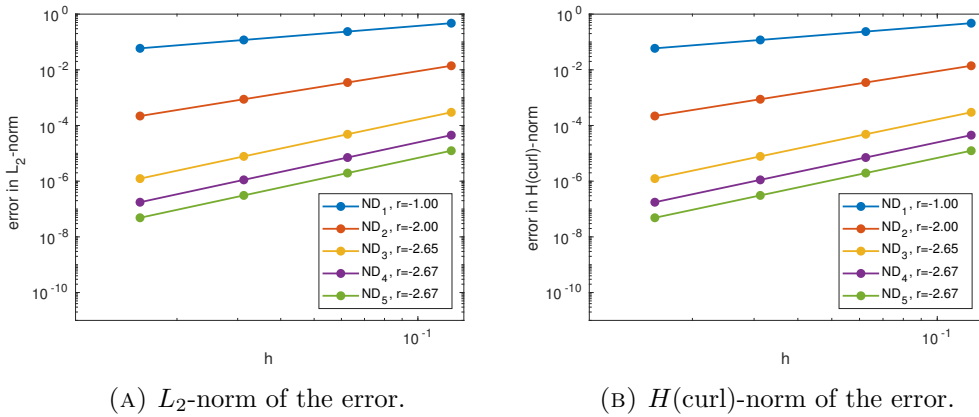 10^0
10^-2
10^-4
10^-6
10^-8
10^-10
error in L_2-norm
ND_1, r=-1.00
ND_2, r=-2.00
ND_3, r=-2.65
ND_4, r=-2.67
ND_5, r=-2.67
10^-1
h
(A) L_2-norm of the error.
10^0
10^-2
10^-4
10^-6
10^-8
10^-10
error in H(curl)-norm
ND_1, r=-1.00
ND_2, r=-2.00
ND_3, r=-2.65
ND_4, r=-2.67
ND_5, r=-2.67
10^-1
h
(B) H(curl)-norm of the error.